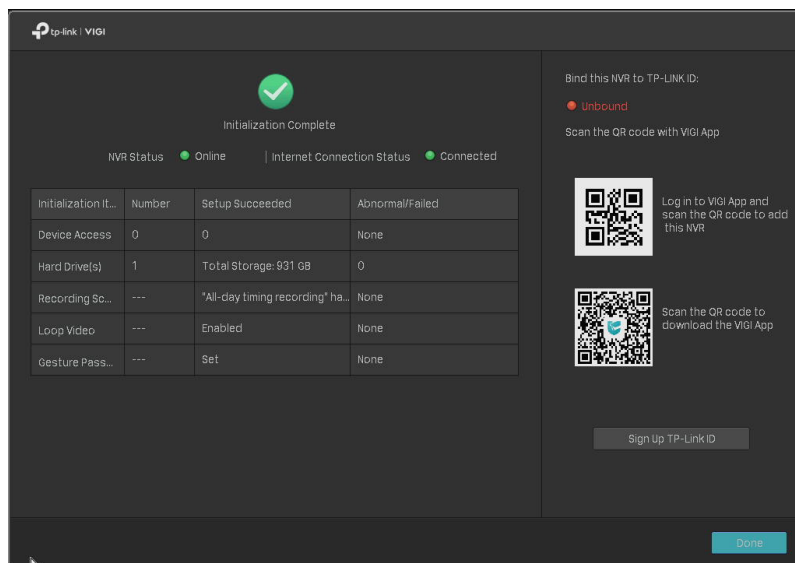 tp-link | VIGI
Initialization Complete
NVR Status Online | Internet Connection Status Connected
Initialization It... Number Setup Succeeded Abnormal/Failed
Device Access 0 0 None
Hard Drive(s) 1 Total Storage: 931 GB 0
Recording Sc... --- "All-day timing recording" ha... None
Loop Video --- Enabled None
Gesture Pass... --- Set None
Bind this NVR to TP-LINK ID:
Unbound
Scan the QR code with VIGI App
Log in to VIGI App and
scan the QR code to add
this NVR
Scan the QR code to
download the VIGI App
Sign Up TP-Link ID
Done